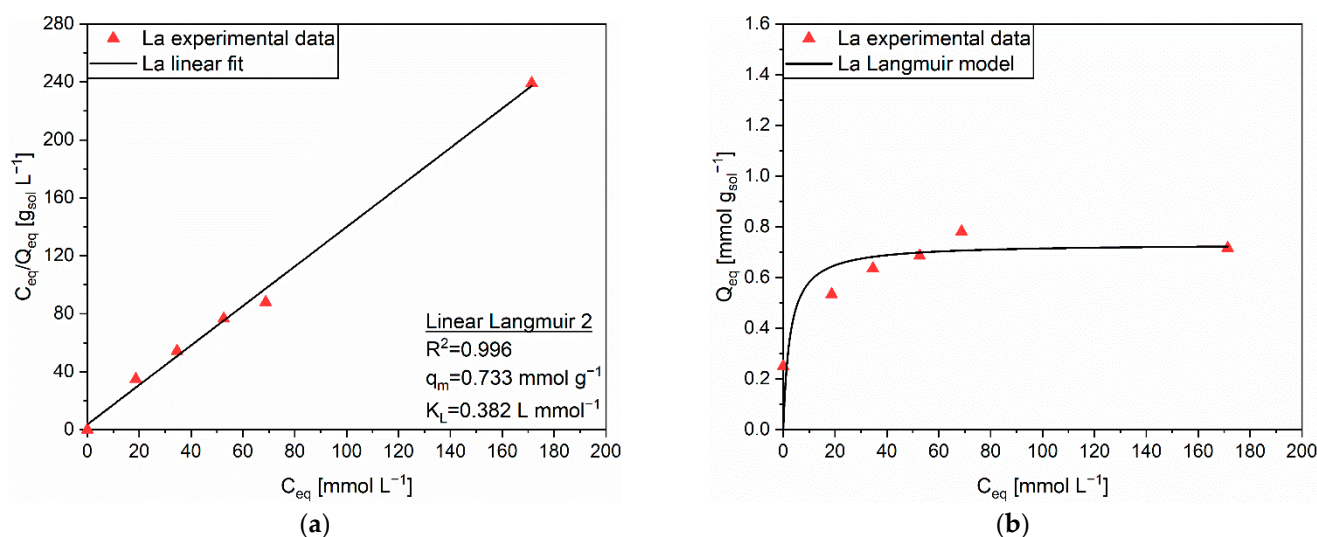 280
240
200
160
120
80
40
0
0 20 40 60 80 100 120 140 160 180 200
C_eq/Q_eq [g_sol L⁻¹]
C_eq [mmol L⁻¹]
La experimental data
La linear fit
Linear Langmuir 2
R²=0.996
q_m=0.733 mmol g⁻¹
K_L=0.382 L mmol⁻¹
(a)
1.6
1.4
1.2
1.0
0.8
0.6
0.4
0.2
0.0
0 20 40 60 80 100 120 140 160 180 200
Q_eq [mmol g_sol⁻¹]
C_eq [mmol L⁻¹]
La experimental data
La Langmuir model
(b)